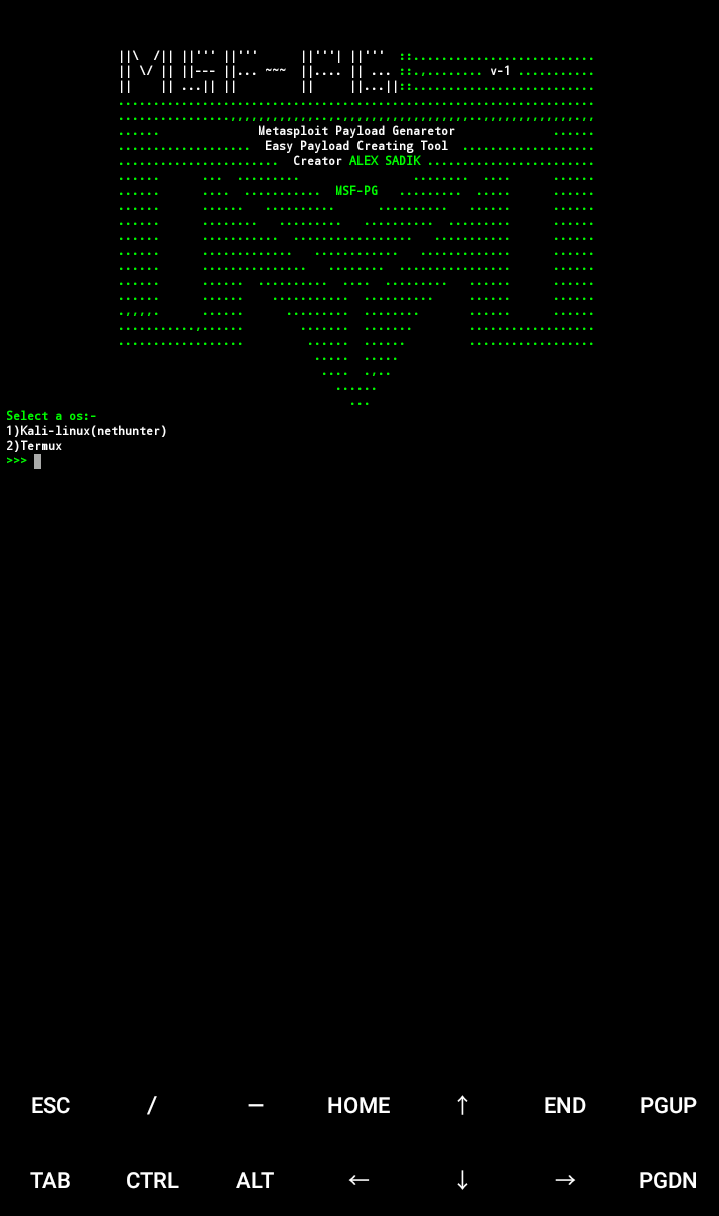 v-1
Metasploit Payload Genaretor
Easy Payload Creating Tool
Creator ALEX SADIK
MSF-PG
Select a os:-
1)Kali-linux(nethunter)
2)Termux
>>>
ESC / — HOME ↑ END PGUP
TAB CTRL ALT ← ↓ → PGDN